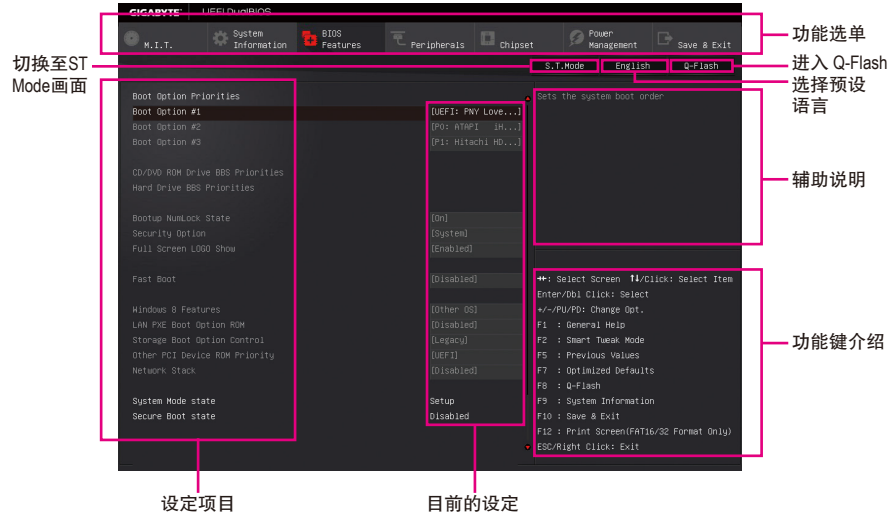 GIGABYTE UEFI DualBIOS
M.I.T.
System Information
BIOS Features
Peripherals
Chipset
Power Management
Save & Exit
功能选单
切换至ST Mode画面
S.T.Mode English Q-Flash
进入 Q-Flash
选择预设语言
Boot Option Priorities
Boot Option #1 [UEFI: PNY Love...]
Boot Option #2 [P0: ATAPI iH...]
Boot Option #3 [P1: Hitachi HD...]
CD/DVD ROM Drive BBS Priorities
Hard Drive BBS Priorities
Bootup NumLock State [On]
Security Option [System]
Full Screen LOGO Show [Enabled]
Fast Boot [Disabled]
Windows 8 Features [Other OS]
LAN PXE Boot Option ROM [Disabled]
Storage Boot Option Control [Legacy]
Other PCI Device ROM Priority [UEFI]
Network Stack [Disabled]
System Mode state Setup
Secure Boot state Disabled
Sets the system boot order
辅助说明
→←: Select Screen ↑↓/Click: Select Item
Enter/Dbl Click: Select
+/-/PU/PD: Change Opt.
F1 : General Help
F2 : Smart Tweak Mode
F5 : Previous Values
F7 : Optimized Defaults
F8 : Q-Flash
F9 : System Information
F10 : Save & Exit
F12 : Print Screen(FAT16/32 Format Only)
ESC/Right Click: Exit
功能键介绍
设定项目
目前的设定